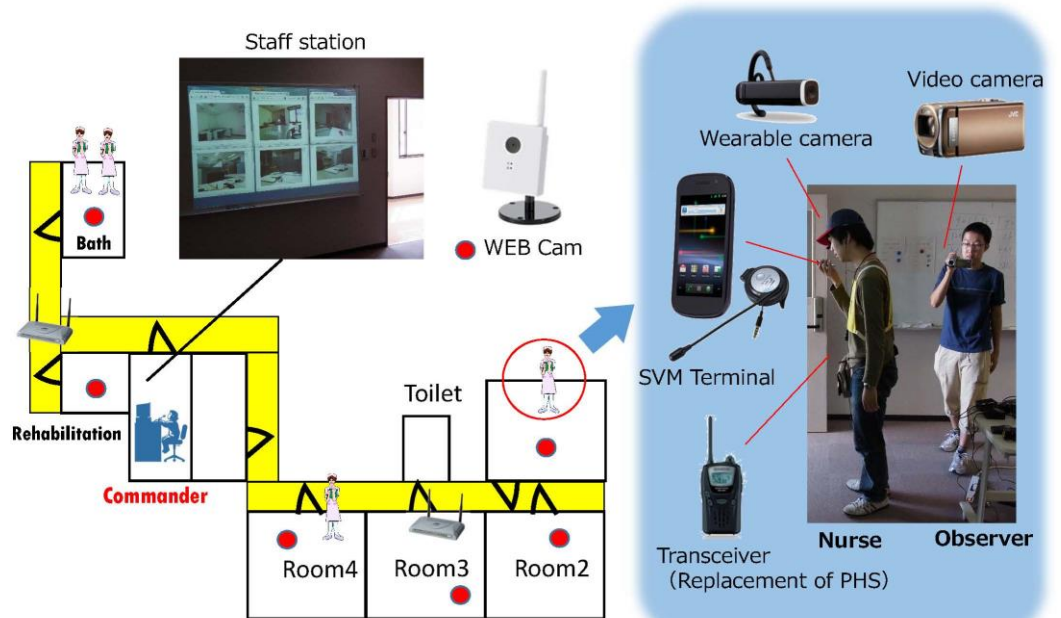 Staff station
WEB Cam
Bath
Rehabilitation
Commander
Toilet
Room4
Room3
Room2
Wearable camera
Video camera
JVC
SVM Terminal
Transceiver
（Replacement of PHS）
Nurse
Observer